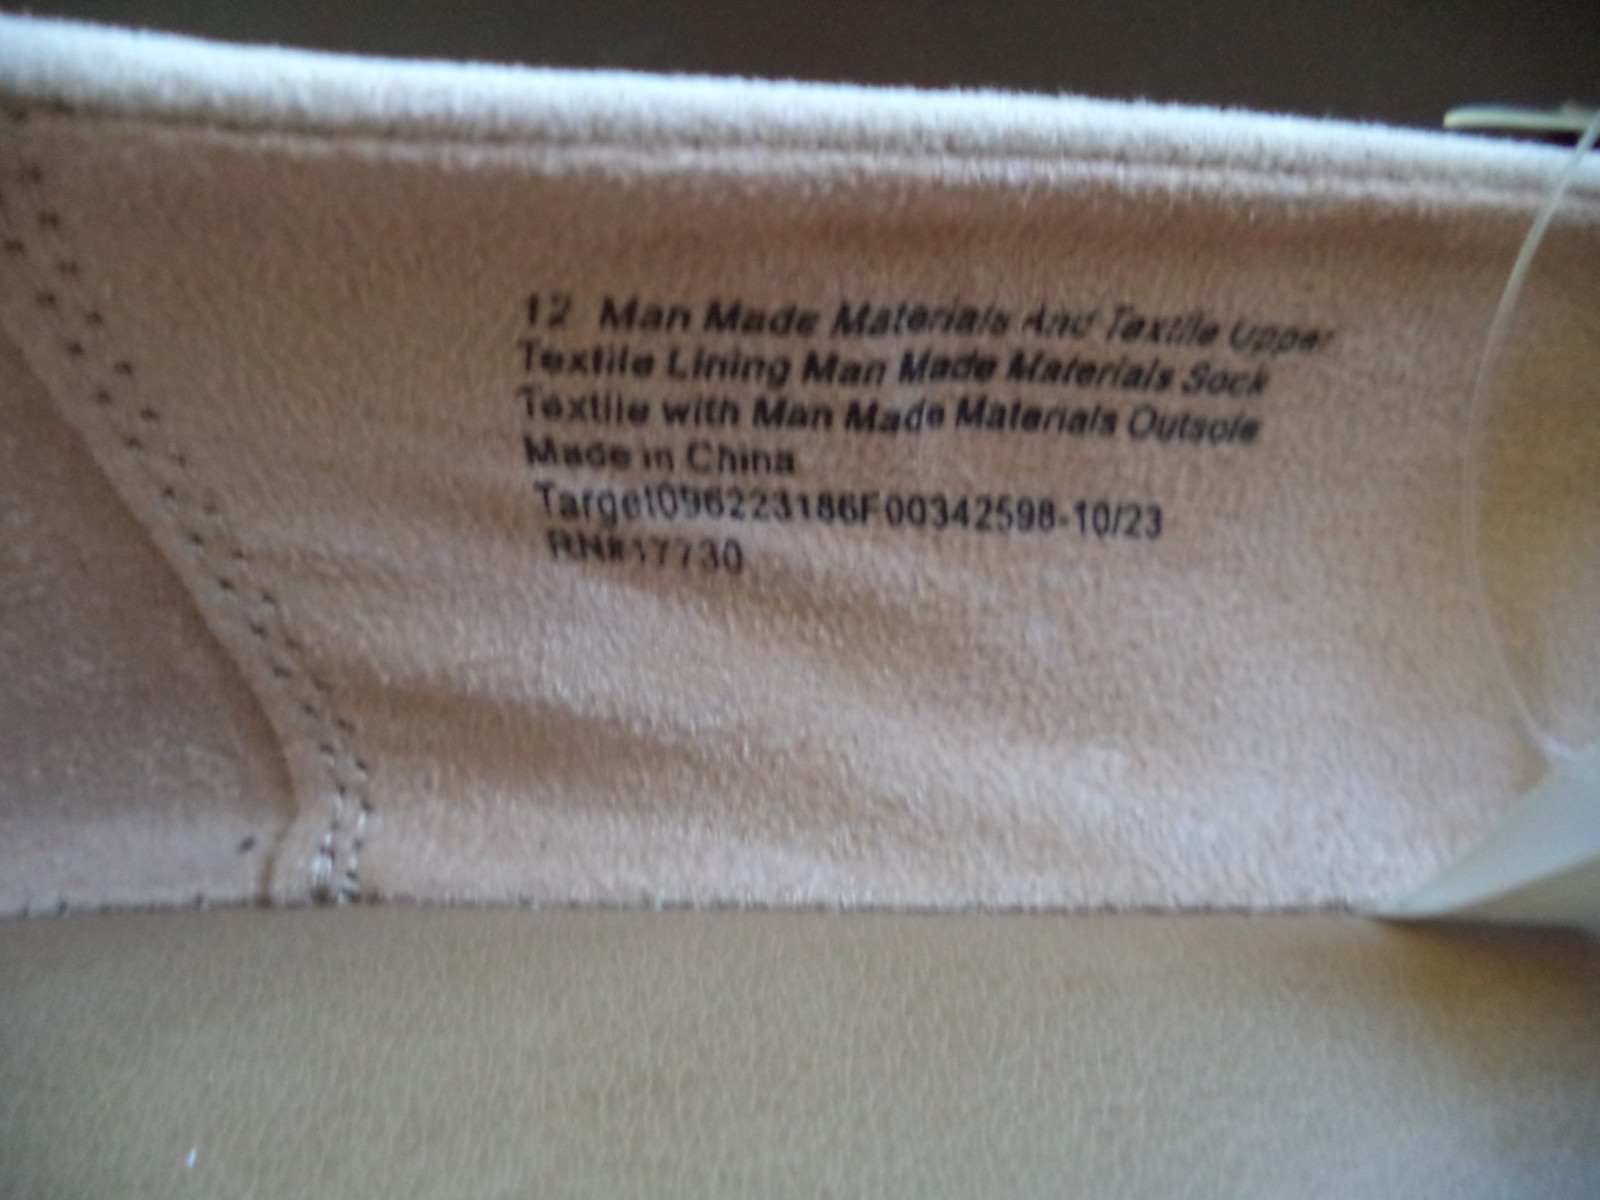 12 Man Made Materials And Textile Upper
Textile Lining Man Made Materials Sock
Textile with Man Made Materials Outsole
Made in China
Target096223186F00342598-10/23
RN#17730